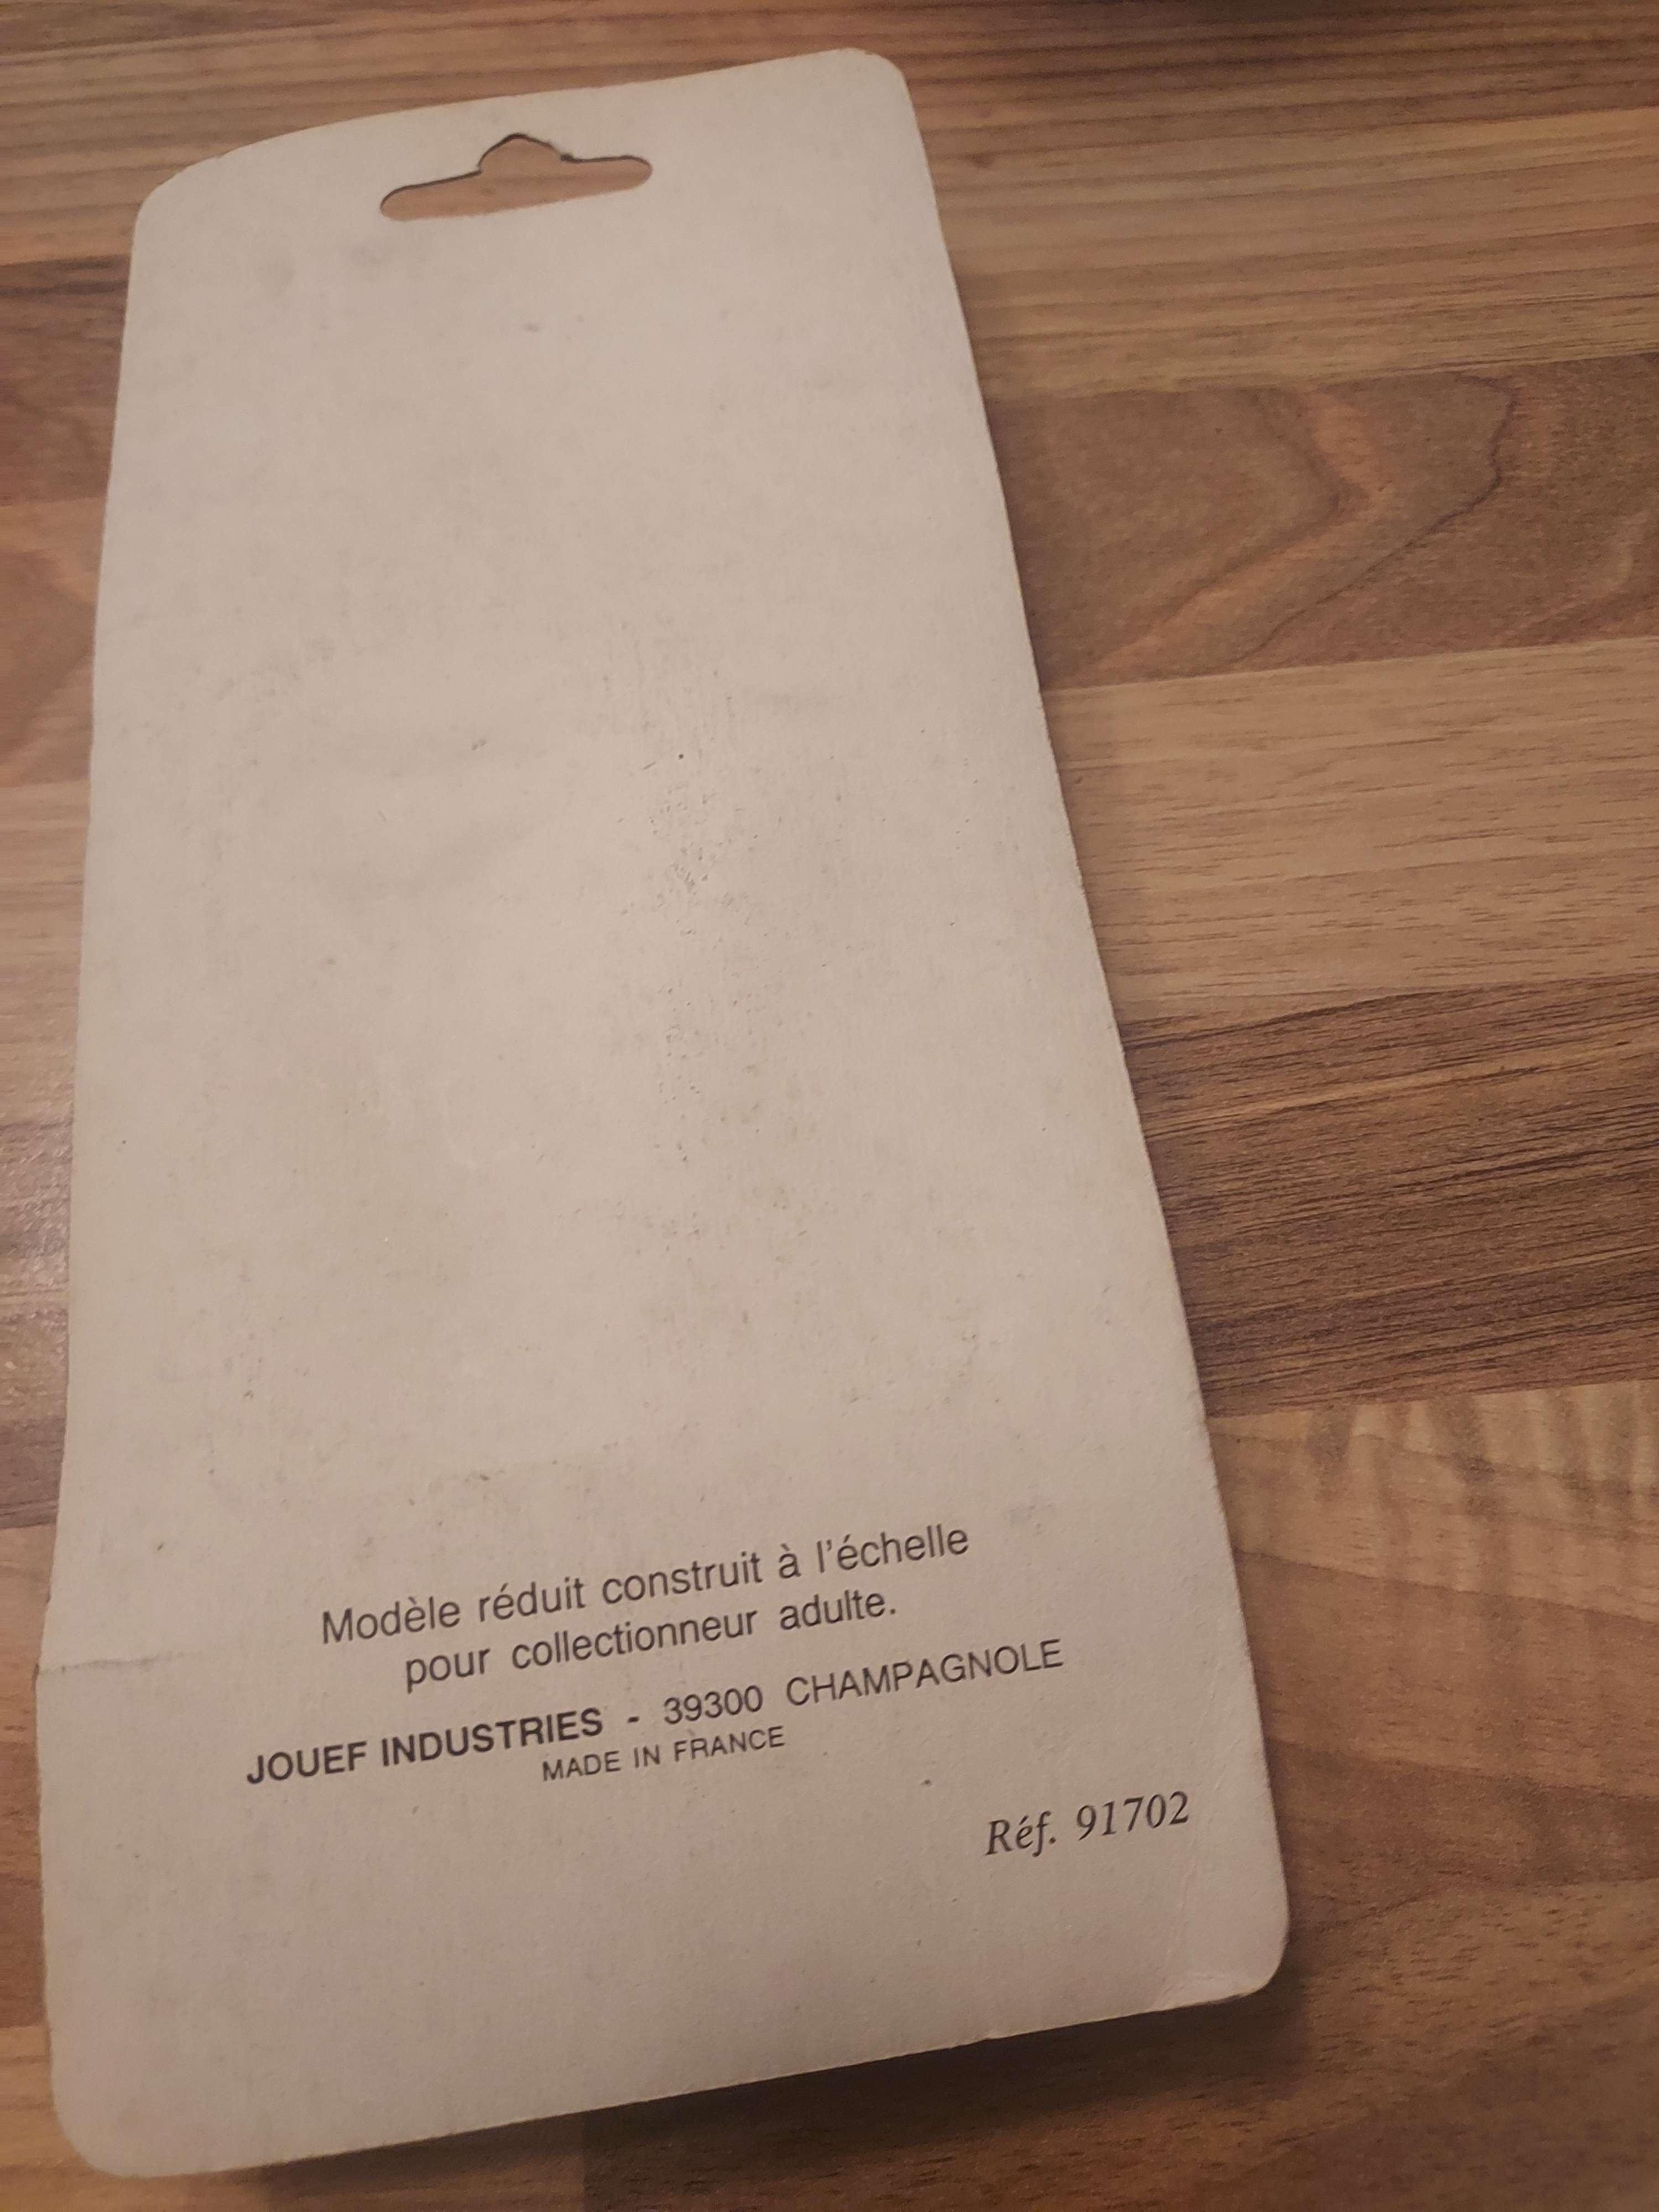 Modèle réduit construit à l'échelle
pour collectionneur adulte.
JOUEF INDUSTRIES - 39300 CHAMPAGNOLE
MADE IN FRANCE
Réf. 91702